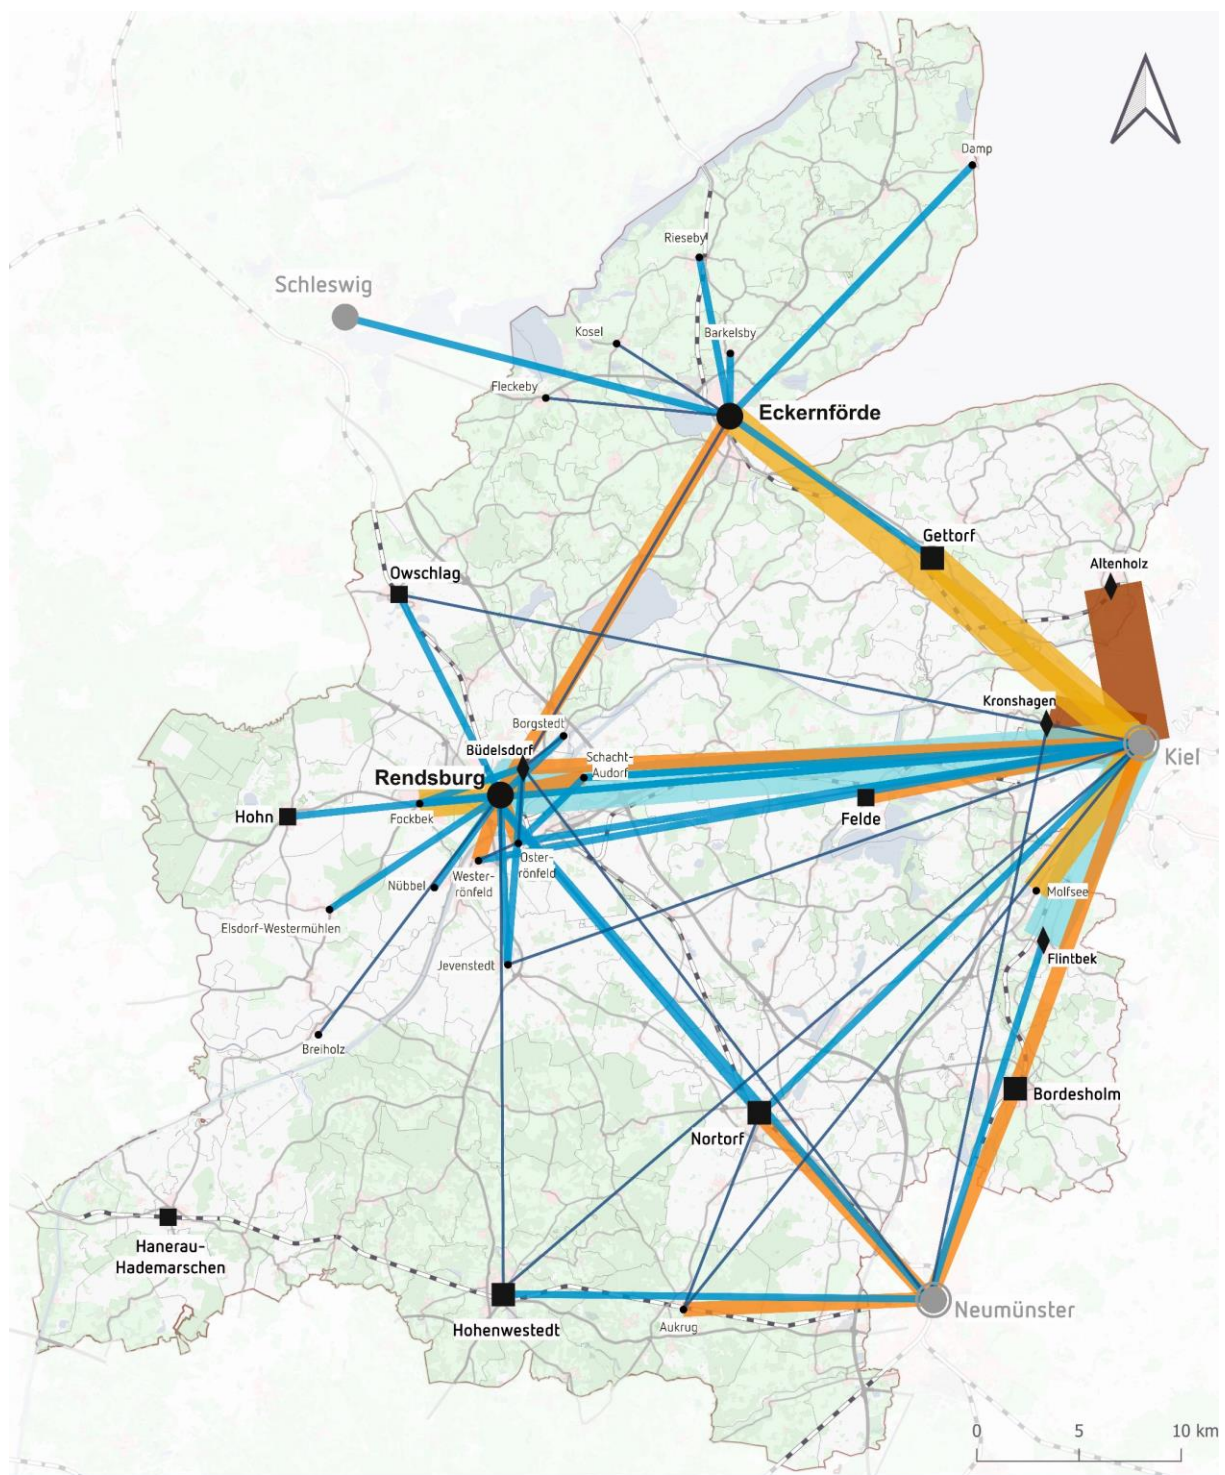 Damp
Rieseby
Schleswig
Kosel
Barkelsby
Fleckeby
Eckernförde
Gettorf
Altenholz
Owschlag
Kronshagen
Borgstedt
Büdelsdorf
Schacht-
Audorf
Kiel
Rendsburg
Hohn
Fockbek
Felde
Oster-
rönfeld
Wester-
rönfeld
Nübbel
Molfsee
Elsdorf-Westermühlen
Flintbek
Jevenstedt
Breiholz
Bordesholm
Nortorf
Hanerau-
Hademarschen
Neumünster
Hohenwestedt
Aukrug
0 5 10 km